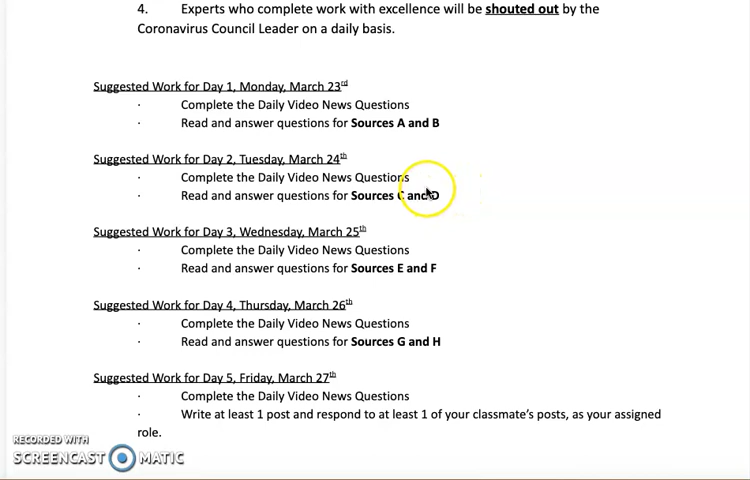 4. Experts who complete work with excellence will be shouted out by the
Coronavirus Council Leader on a daily basis.
Suggested Work for Day 1, Monday, March 23rd
· Complete the Daily Video News Questions
· Read and answer questions for Sources A and B
Suggested Work for Day 2, Tuesday, March 24th
· Complete the Daily Video News Questions
· Read and answer questions for Sources C and D
Suggested Work for Day 3, Wednesday, March 25th
· Complete the Daily Video News Questions
· Read and answer questions for Sources E and F
Suggested Work for Day 4, Thursday, March 26th
· Complete the Daily Video News Questions
· Read and answer questions for Sources G and H
Suggested Work for Day 5, Friday, March 27th
· Complete the Daily Video News Questions
· Write at least 1 post and respond to at least 1 of your classmate's posts, as your assigned
role.
RECORDED WITH
SCREENCAST MATIC